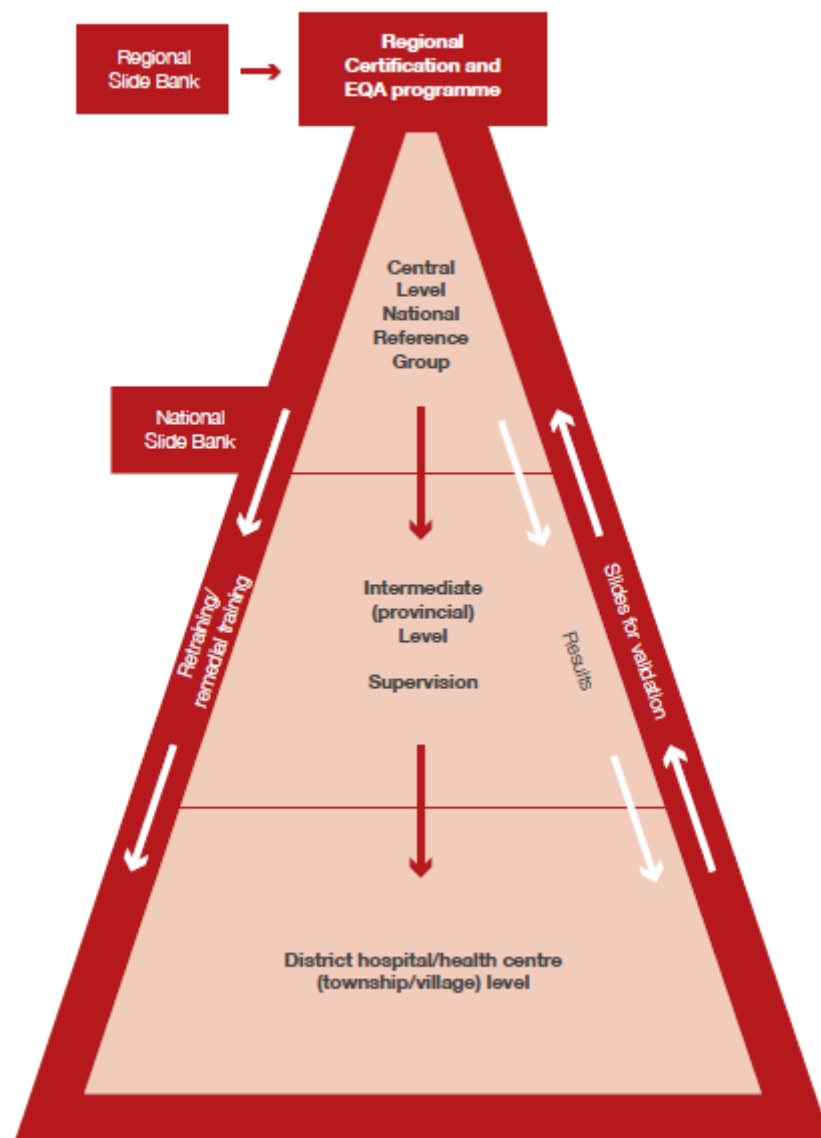 Regional
Slide Bank
Regional
Certification and
EQA programme
Central
Level
National
Reference
Group
National
Slide Bank
Intermediate
(provincial)
Level
Supervision
Retraining/
remedial training
Results
Slides for validation
District hospital/health centre
(township/village) level